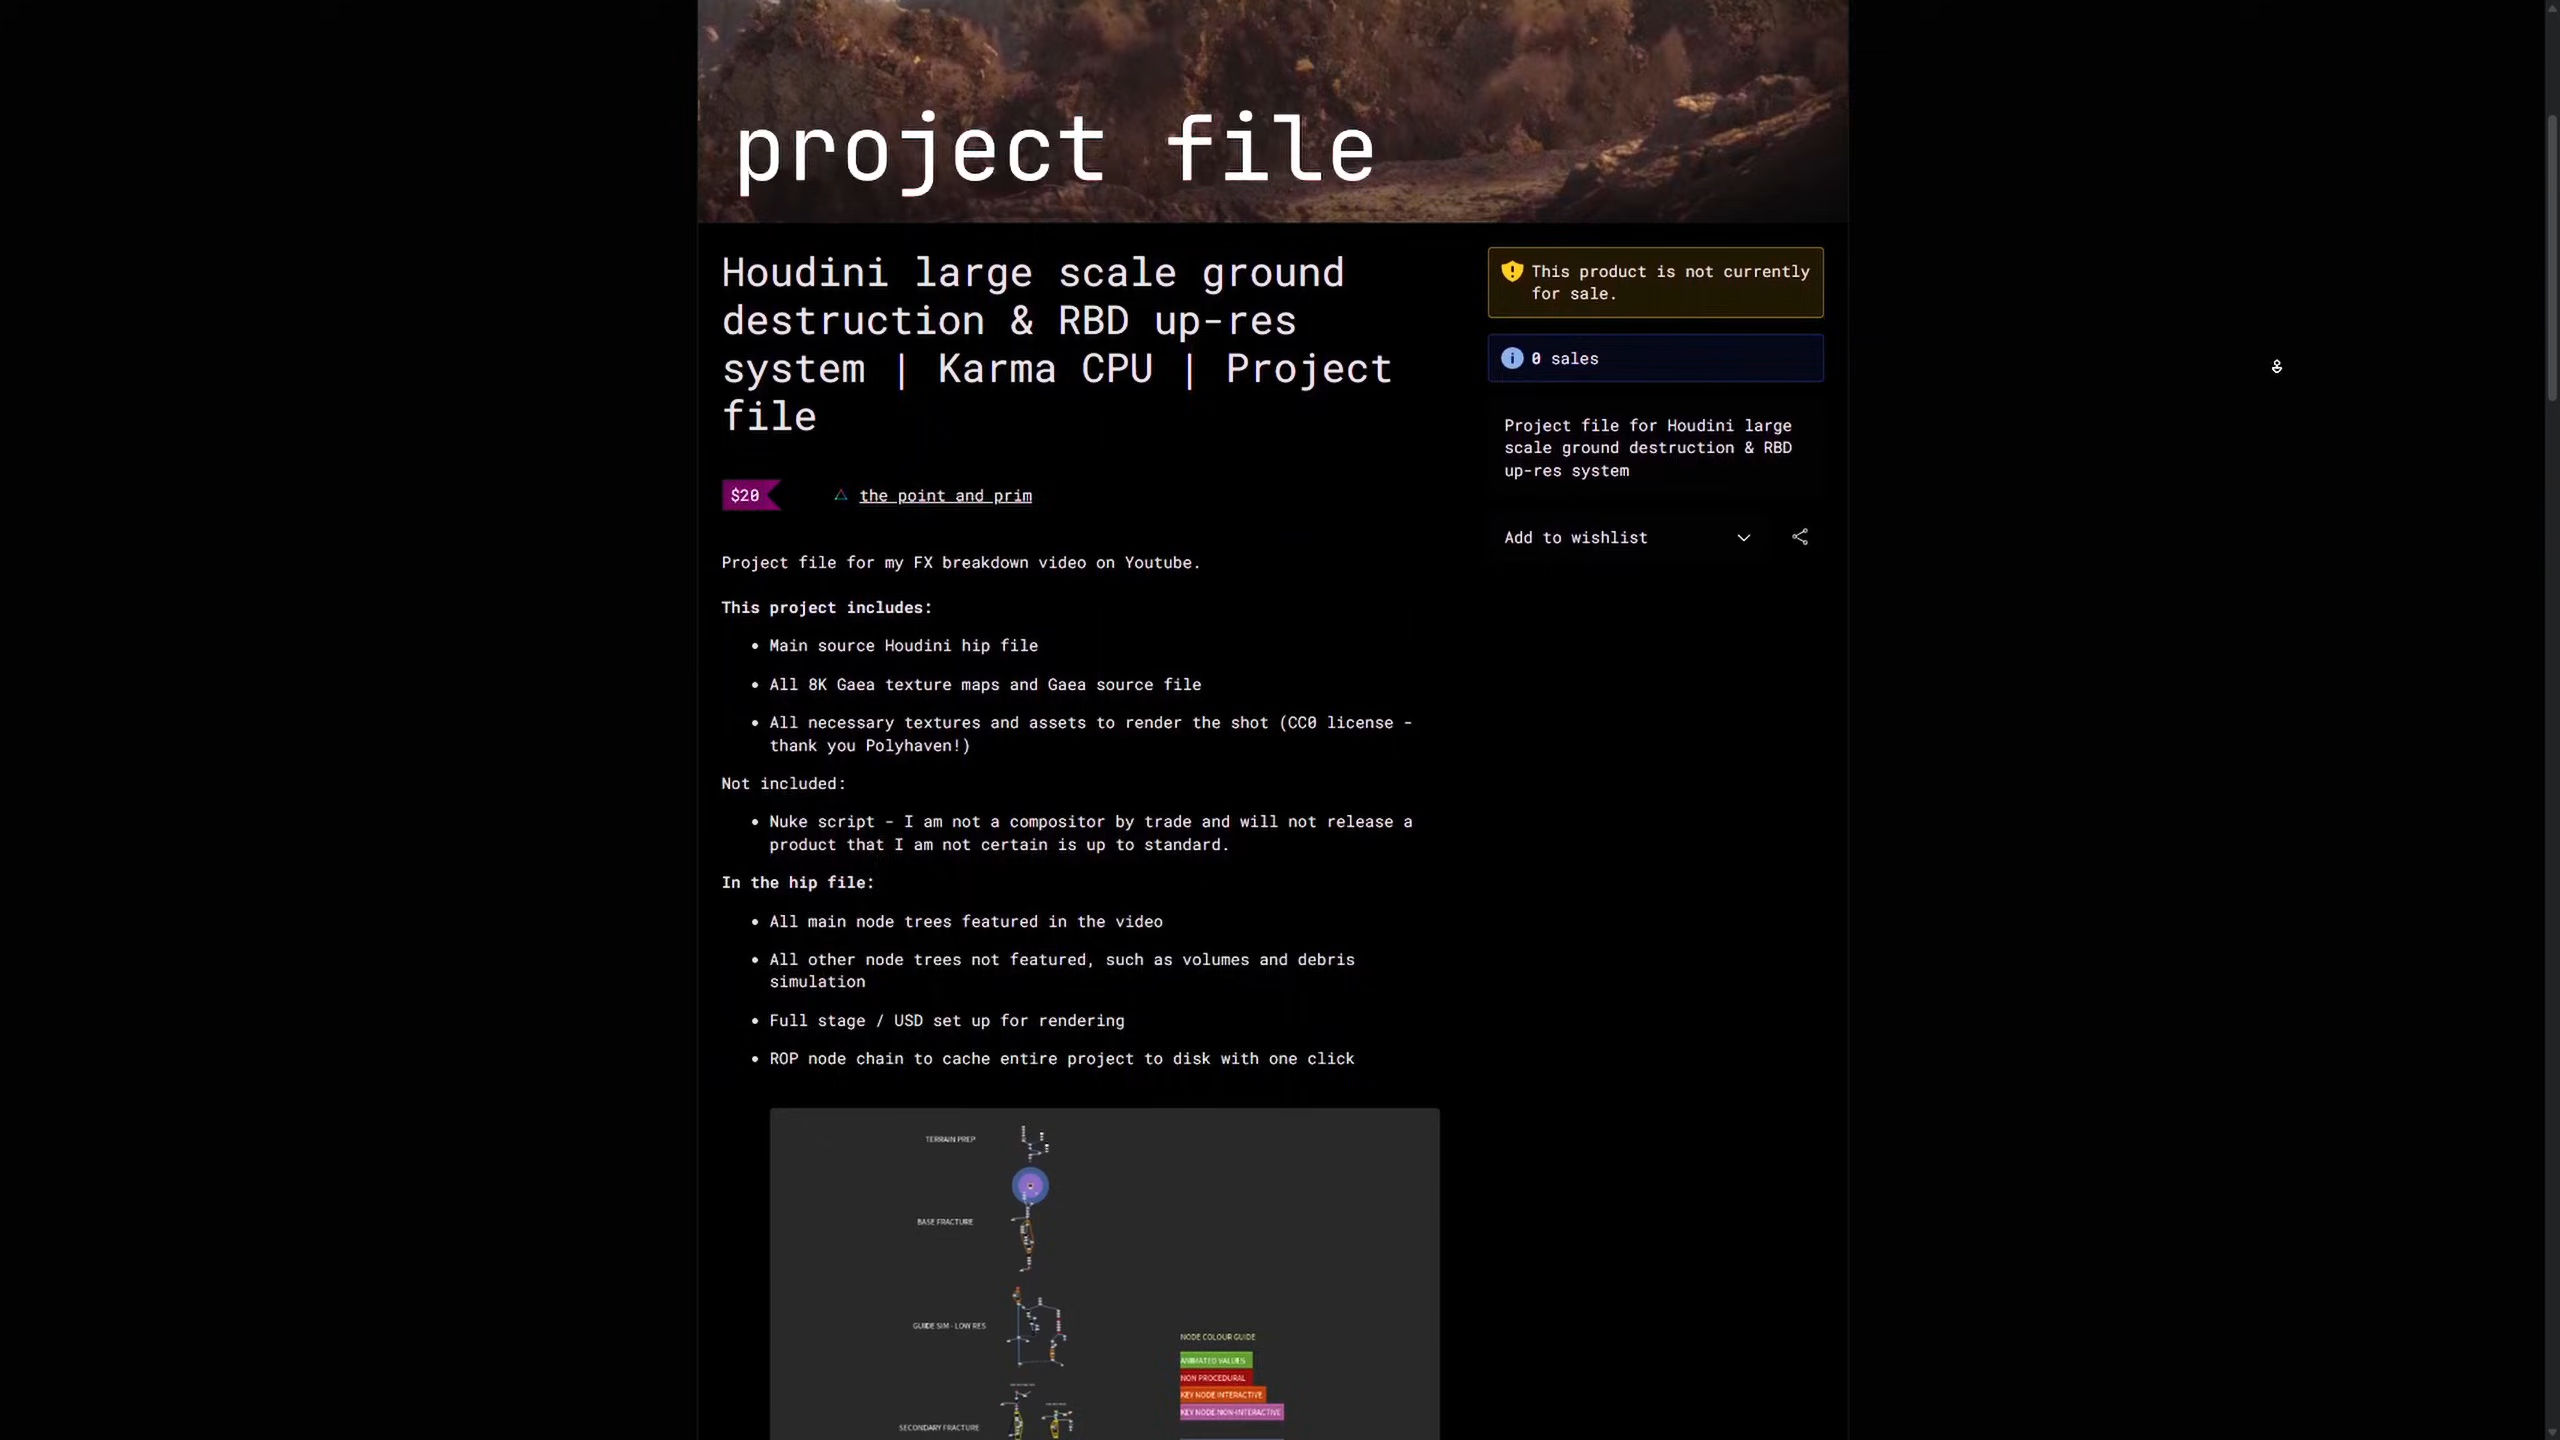 project file
Houdini large scale ground
destruction & RBD up-res
system | Karma CPU | Project
file
$20
the point and prim
Project file for my FX breakdown video on Youtube.
This project includes:
• Main source Houdini hip file
• All 8K Gaea texture maps and Gaea source file
• All necessary textures and assets to render the shot (CC0 license -
thank you Polyhaven!)
Not included:
• Nuke script - I am not a compositor by trade and will not release a
product that I am not certain is up to standard.
In the hip file:
• All main node trees featured in the video
• All other node trees not featured, such as volumes and debris
simulation
• Full stage / USD set up for rendering
• ROP node chain to cache entire project to disk with one click
This product is not currently
for sale.
0 sales
Project file for Houdini large
scale ground destruction & RBD
up-res system
Add to wishlist
TERRAIN PREP
BASE FRACTURE
GUIDE SIM - LOW RES
SECONDARY FRACTURE
NODE COLOUR GUIDE
ANIMATED VALUES
NON PROCEDURAL
KEY NODE INTERACTIVE
KEY NODE NON-INTERACTIVE